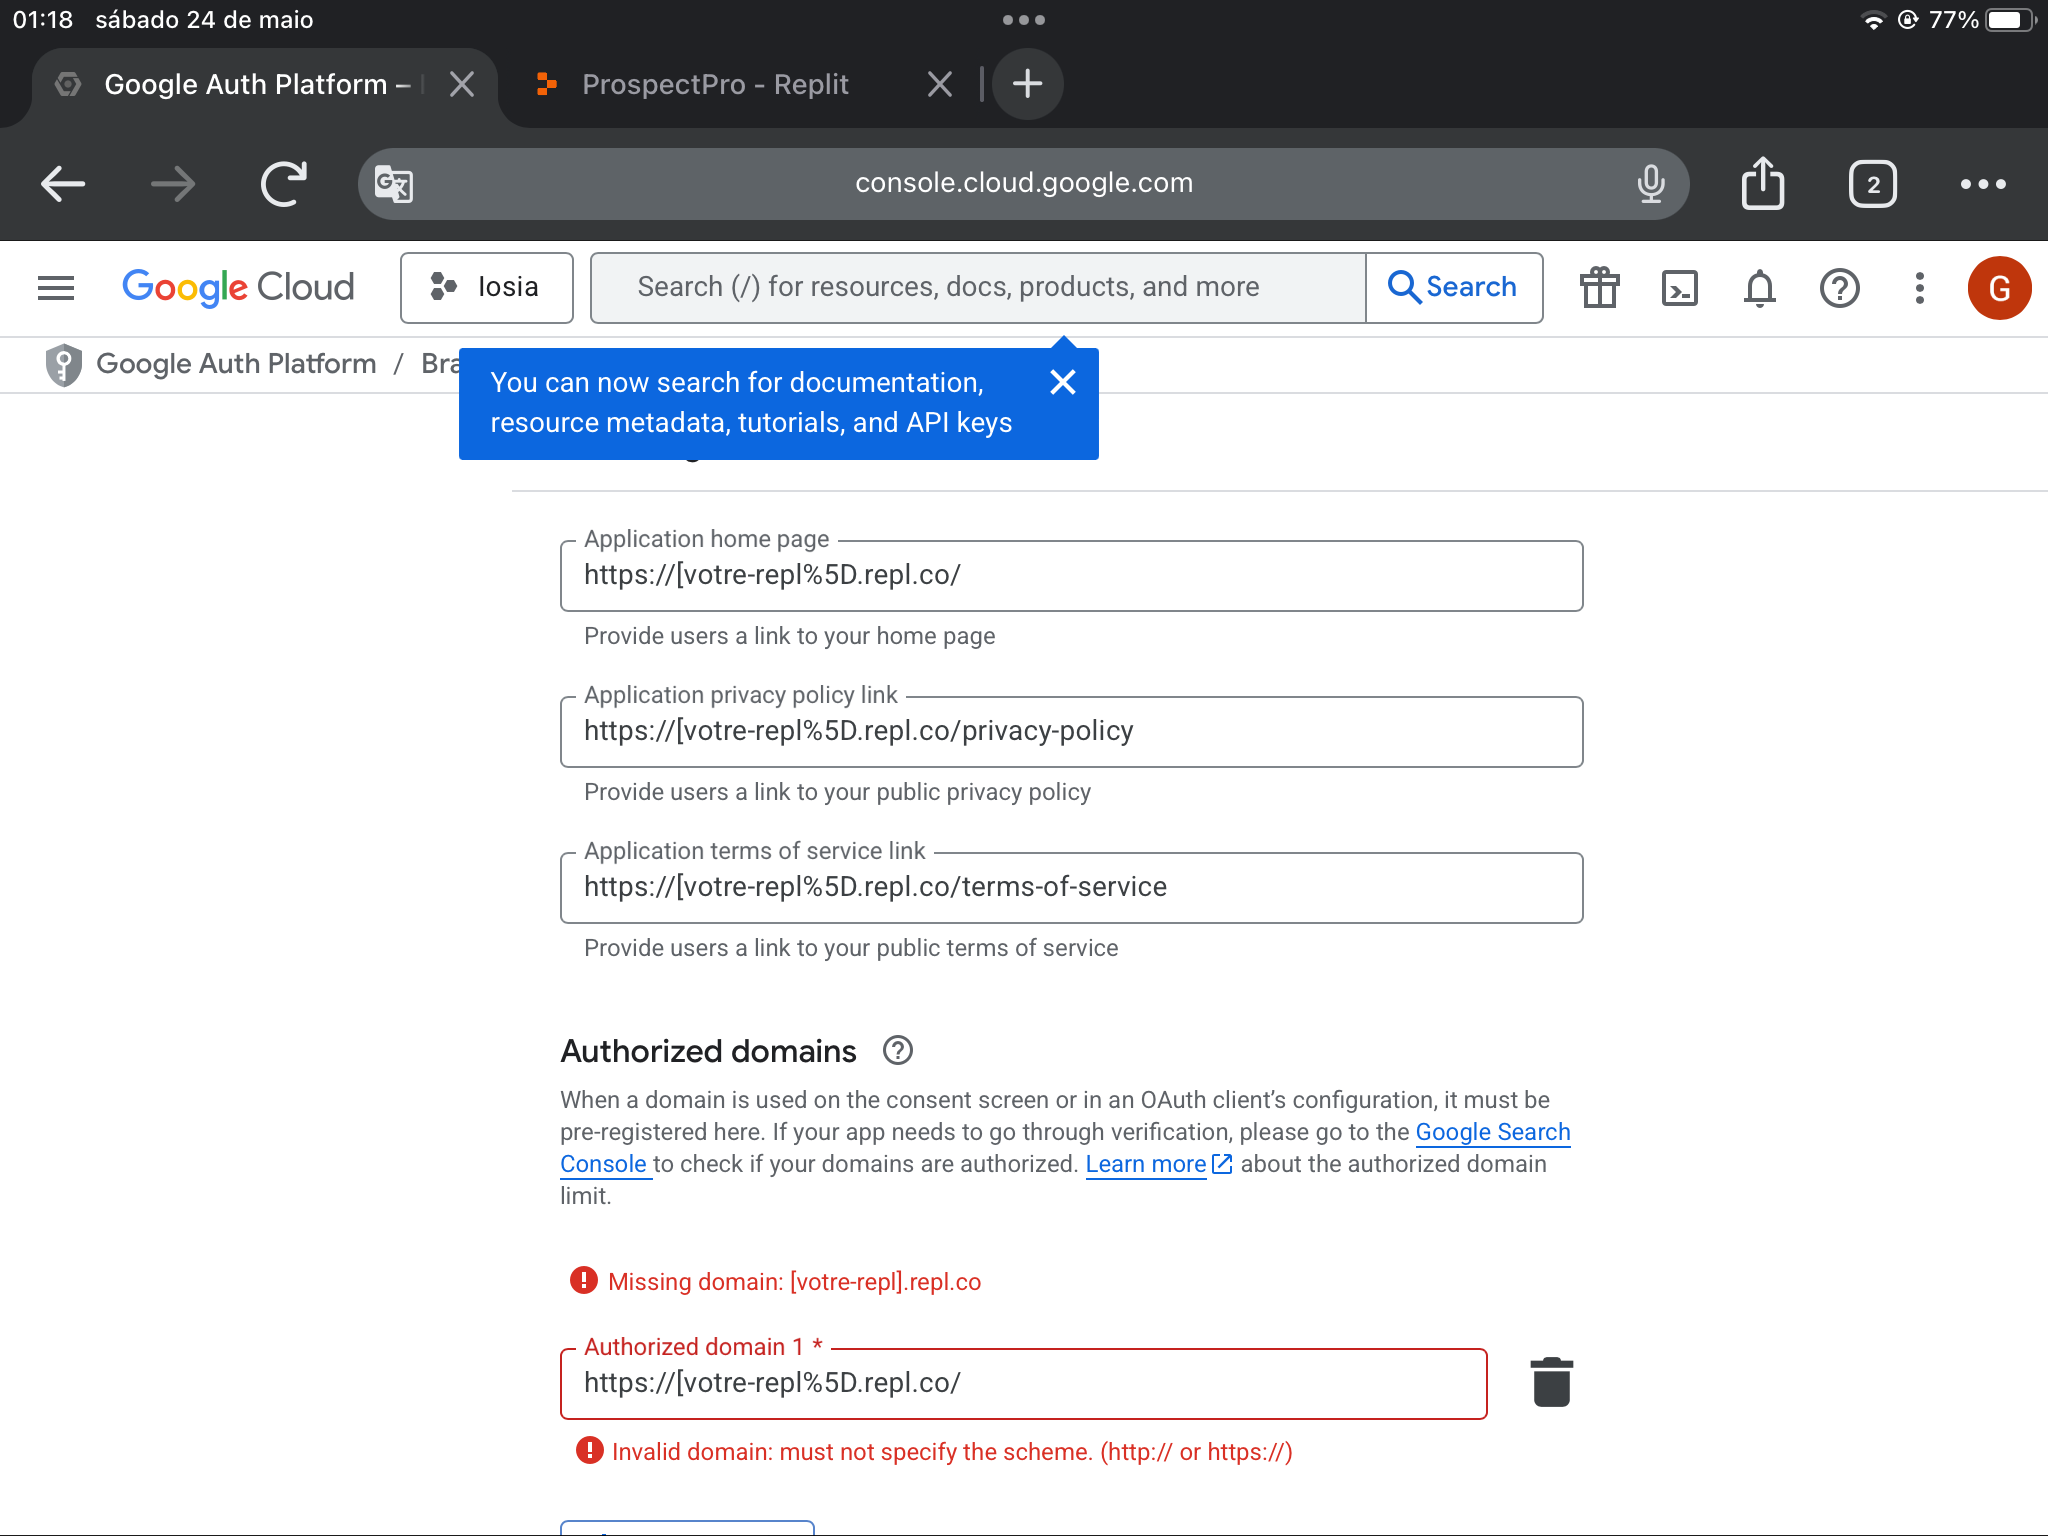 01:18 sábado 24 de maio
77%
Google Auth Platform –
ProspectPro - Replit
console.cloud.google.com
2
Google Cloud
Iosia
Search (/) for resources, docs, products, and more
Search
G
Google Auth Platform / Bra
You can now search for documentation,
resource metadata, tutorials, and API keys
Application home page
https://[votre-repl%5D.repl.co/
Provide users a link to your home page
Application privacy policy link
https://[votre-repl%5D.repl.co/privacy-policy
Provide users a link to your public privacy policy
Application terms of service link
https://[votre-repl%5D.repl.co/terms-of-service
Provide users a link to your public terms of service
Authorized domains
When a domain is used on the consent screen or in an OAuth client’s configuration, it must be
pre-registered here. If your app needs to go through verification, please go to the Google Search
Console to check if your domains are authorized. Learn more about the authorized domain
limit.
Missing domain: [votre-repl].repl.co
Authorized domain 1 *
https://[votre-repl%5D.repl.co/
Invalid domain: must not specify the scheme. (http:// or https://)